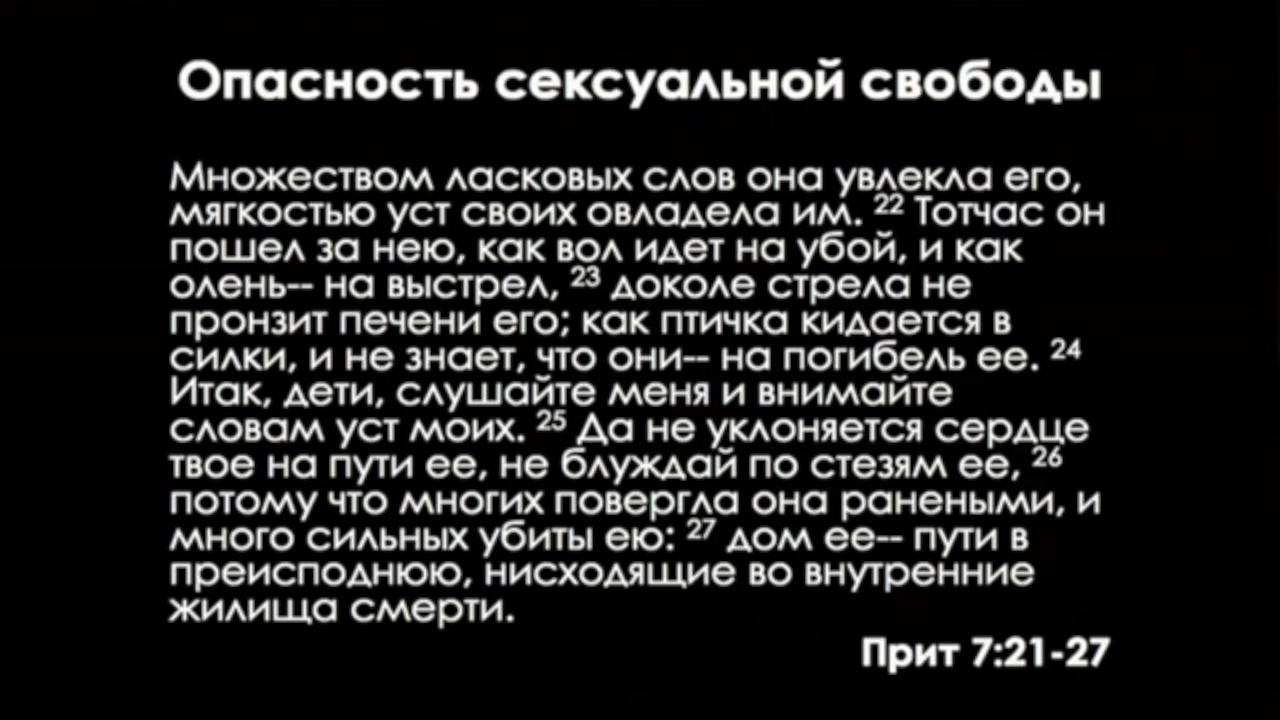 Опасность сексуальной свободы
Множеством ласковых слов она увлекла его,
мягкостью уст своих овладела им. 22 Тотчас он
пошел за нею, как вол идет на убой, и как
олень-- на выстрел, 23 доколе стрела не
пронзит печени его; как птичка кидается в
силки, и не знает, что они-- на погибель ее. 24
Итак, дети, слушайте меня и внимайте
словам уст моих. 25 Да не уклоняется сердце
твое на пути ее, не блуждай по стезям ее, 26
потому что многих повергла она ранеными, и
много сильных убиты ею: 27 дом ее-- пути в
преисподнюю, нисходящие во внутренние
жилища смерти.
Прит 7:21-27